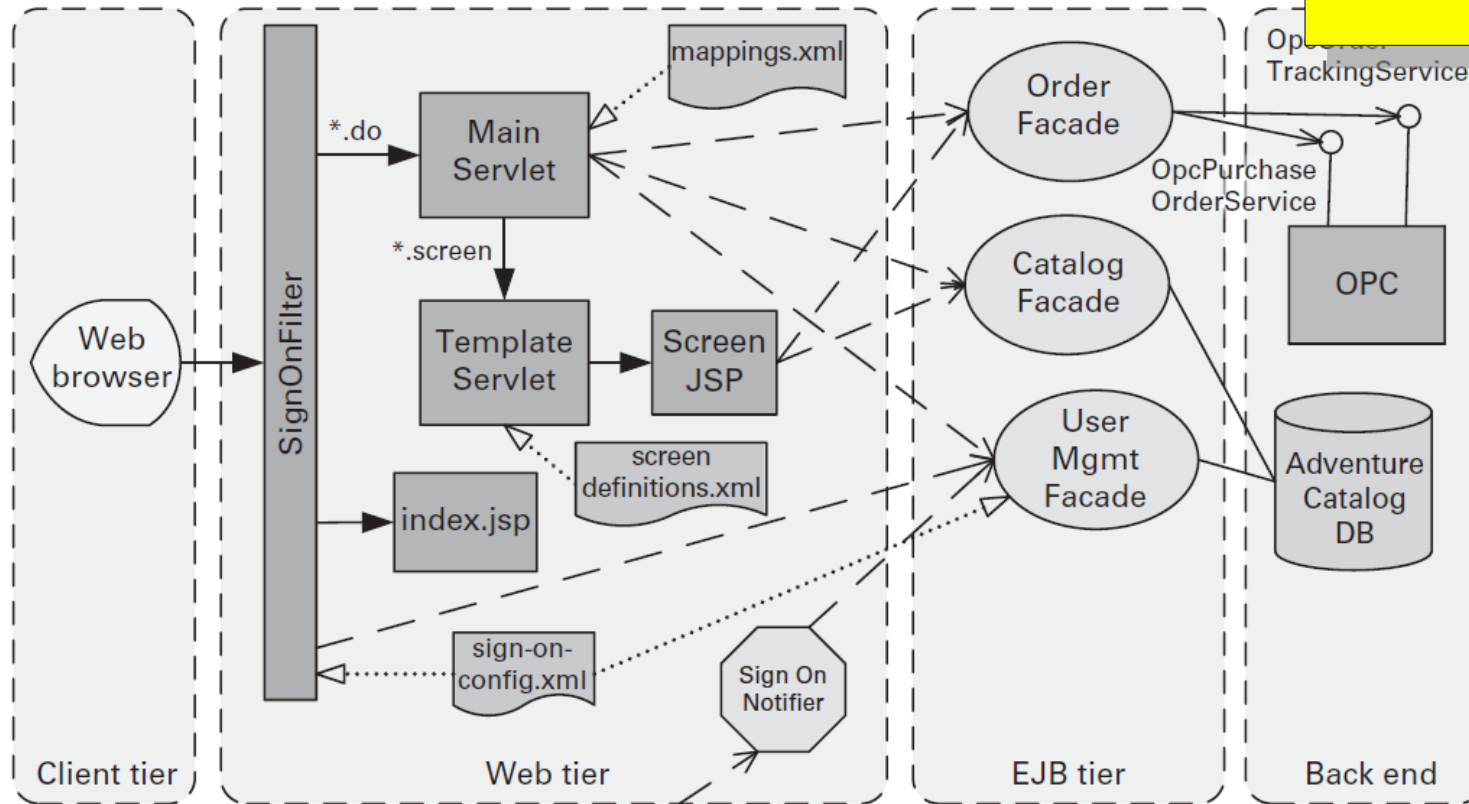 mappings.xml
TrackingService
Order
Facade
*.do
Main
Servlet
OpcPurchase
OrderService
*.screen
Catalog
Facade
OPC
SignOnFilter
Web
browser
Template
Servlet
Screen
JSP
User
Mgmt
Facade
screen
definitions.xml
Adventure
Catalog
DB
index.jsp
sign-on-
config.xml
Sign On
Notifier
Client tier
Web tier
EJB tier
Back end